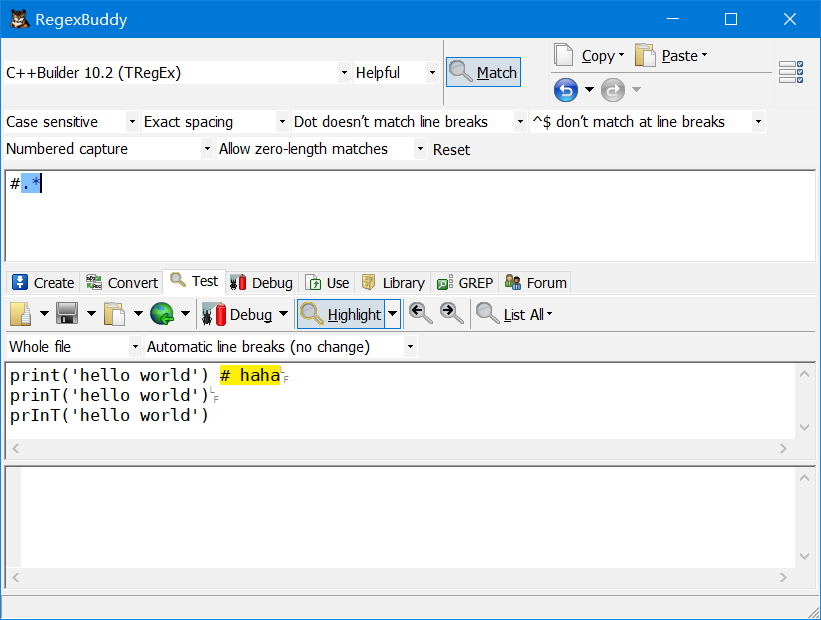 RegexBuddy
C++Builder 10.2 (TRegEx) Helpful Match Copy Paste
Case sensitive Exact spacing Dot doesn't match line breaks ^$ don't match at line breaks
Numbered capture Allow zero-length matches Reset
#.*
Create Convert Test Debug Use Library GREP Forum
Debug Highlight List All
Whole file Automatic line breaks (no change)
print('hello world') # haha LF
prinT('hello world') LF
prInT('hello world')